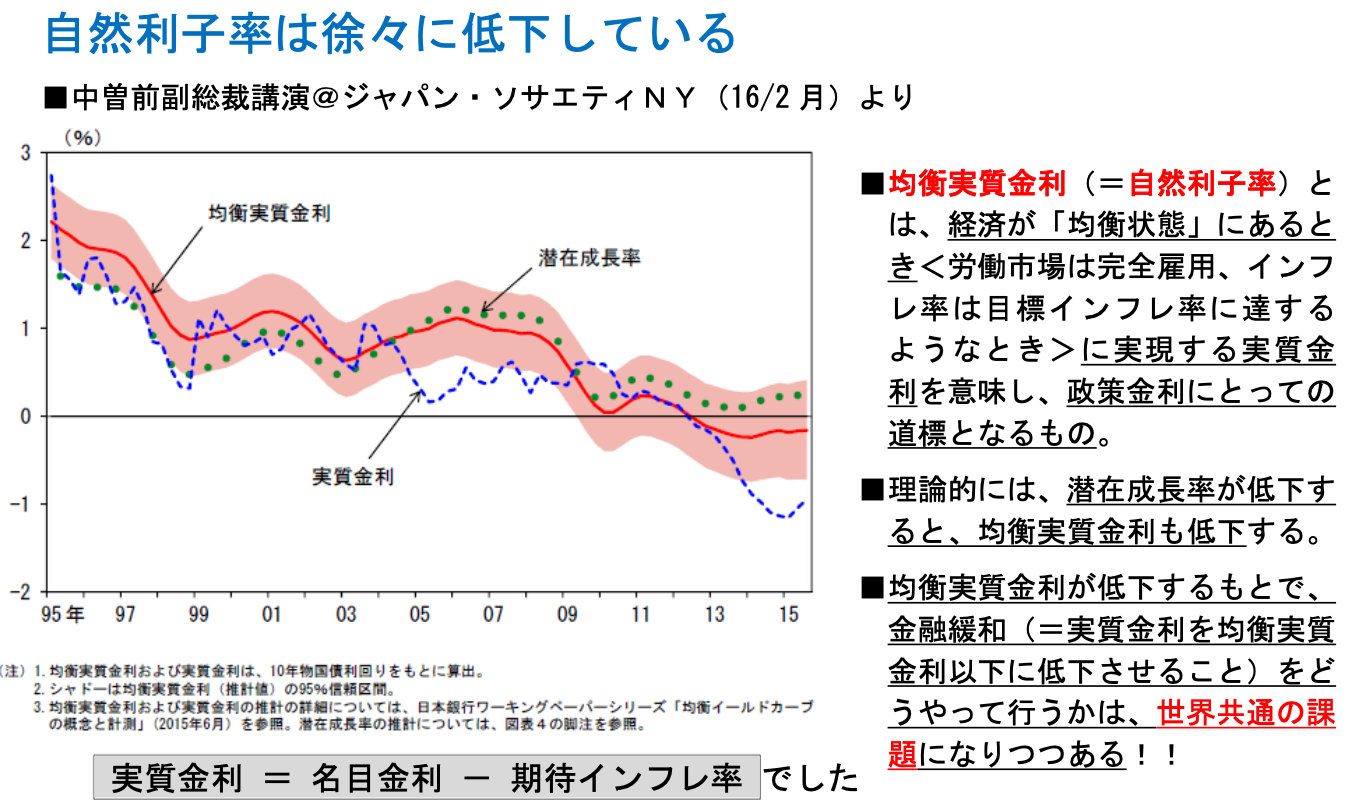 自然利子率は徐々に低下している
■中曽前副総裁講演＠ジャパン・ソサエティＮＹ（16/2 月）より
（%）
3
2
1
0
-1
-2
95年 97 99 01 03 05 07 09 11 13 15
均衡実質金利
潜在成長率
実質金利
（注）1. 均衡実質金利および実質金利は、10年物国債利回りをもとに算出。
2. シャドーは均衡実質金利（推計値）の95%信頼区間。
3. 均衡実質金利および実質金利の推計の詳細については、日本銀行ワーキングペーパーシリーズ「均衡イールドカーブ
の概念と計測」（2015年6月）を参照。潜在成長率の推計については、図表４の脚注を参照。
実質金利 ＝ 名目金利 － 期待インフレ率 でした
■均衡実質金利（＝自然利子率）と
は、経済が「均衡状態」にあると
き＜労働市場は完全雇用、インフ
レ率は目標インフレ率に達する
ようなとき＞に実現する実質金
利を意味し、政策金利にとっての
道標となるもの。
■理論的には、潜在成長率が低下す
ると、均衡実質金利も低下する。
■均衡実質金利が低下するもとで、
金融緩和（＝実質金利を均衡実質
金利以下に低下させること）をど
うやって行うかは、世界共通の課
題になりつつある！！